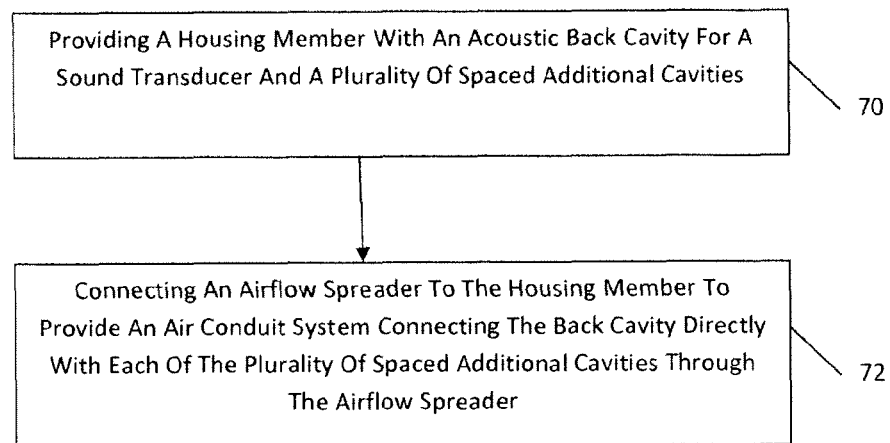 Providing A Housing Member With An Acoustic Back Cavity For A
Sound Transducer And A Plurality Of Spaced Additional Cavities
70
Connecting An Airflow Spreader To The Housing Member To
Provide An Air Conduit System Connecting The Back Cavity Directly
With Each Of The Plurality Of Spaced Additional Cavities Through
The Airflow Spreader
72